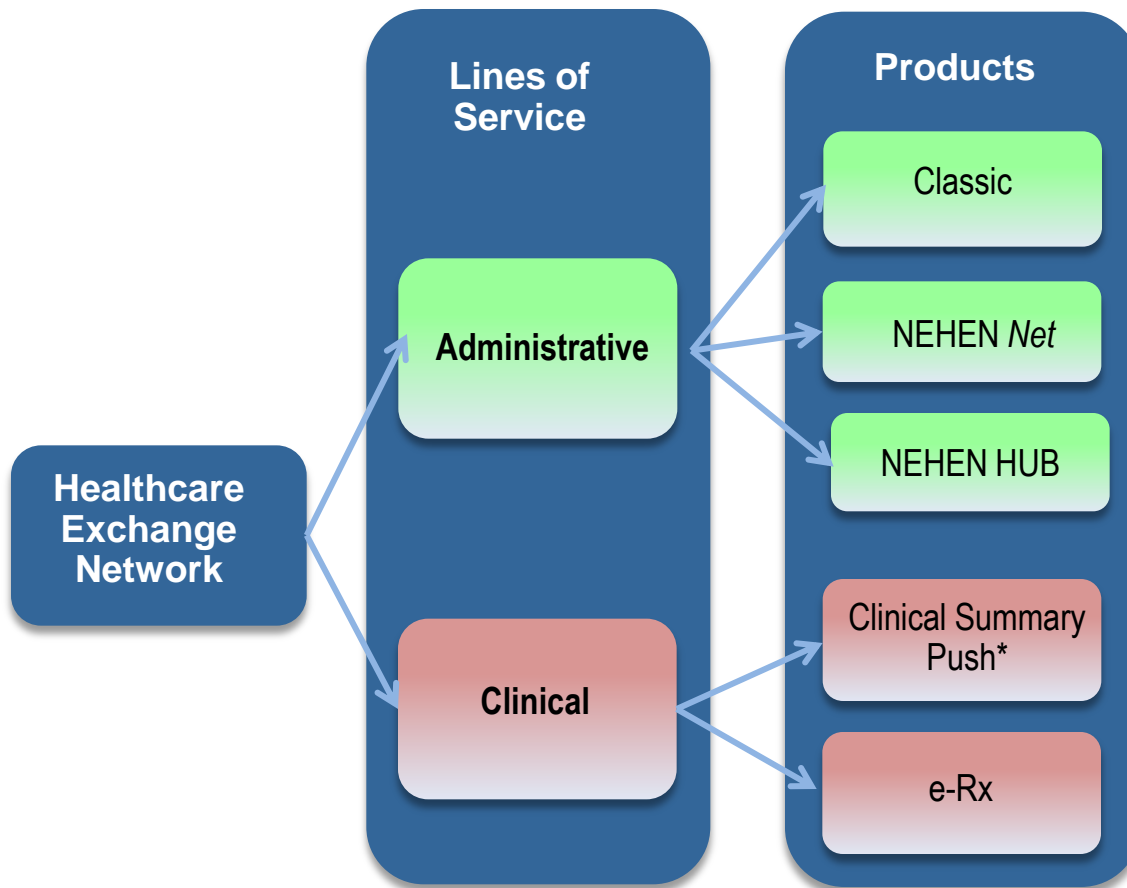 Healthcare
Exchange
Network
Lines of
Service
Administrative
Clinical
Products
Classic
NEHEN Net
NEHEN HUB
Clinical Summary
Push*
e-Rx